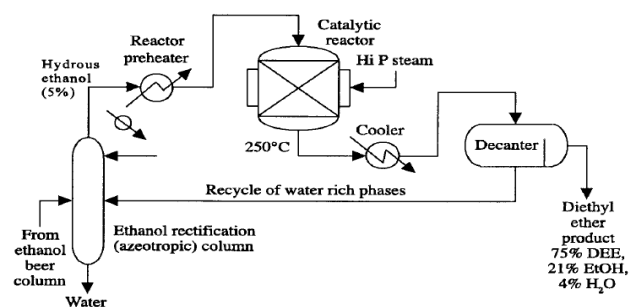 Catalytic
reactor
Reactor
preheater
Hi P steam
Hydrous
ethanol
(5%)
250°C
Cooler
Decanter
Recycle of water rich phases
From
ethanol
beer
column
Ethanol rectification
(azeotropic) column
Water
Diethyl
ether
product
75% DEE,
21% EtOH,
4% H₂O